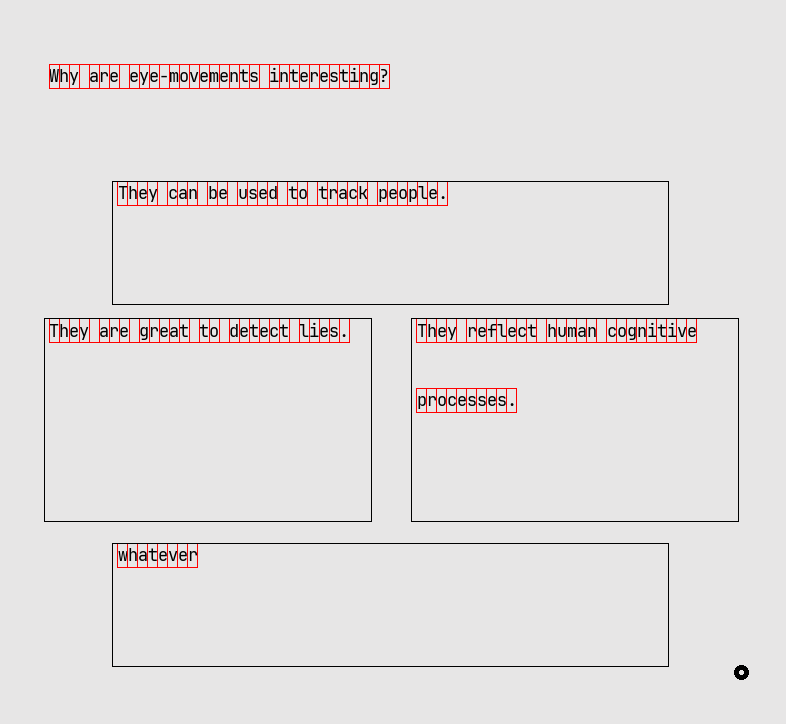 Why are eye-movements interesting?
They can be used to track people.
They are great to detect lies.
They reflect human cognitive
processes.
whatever